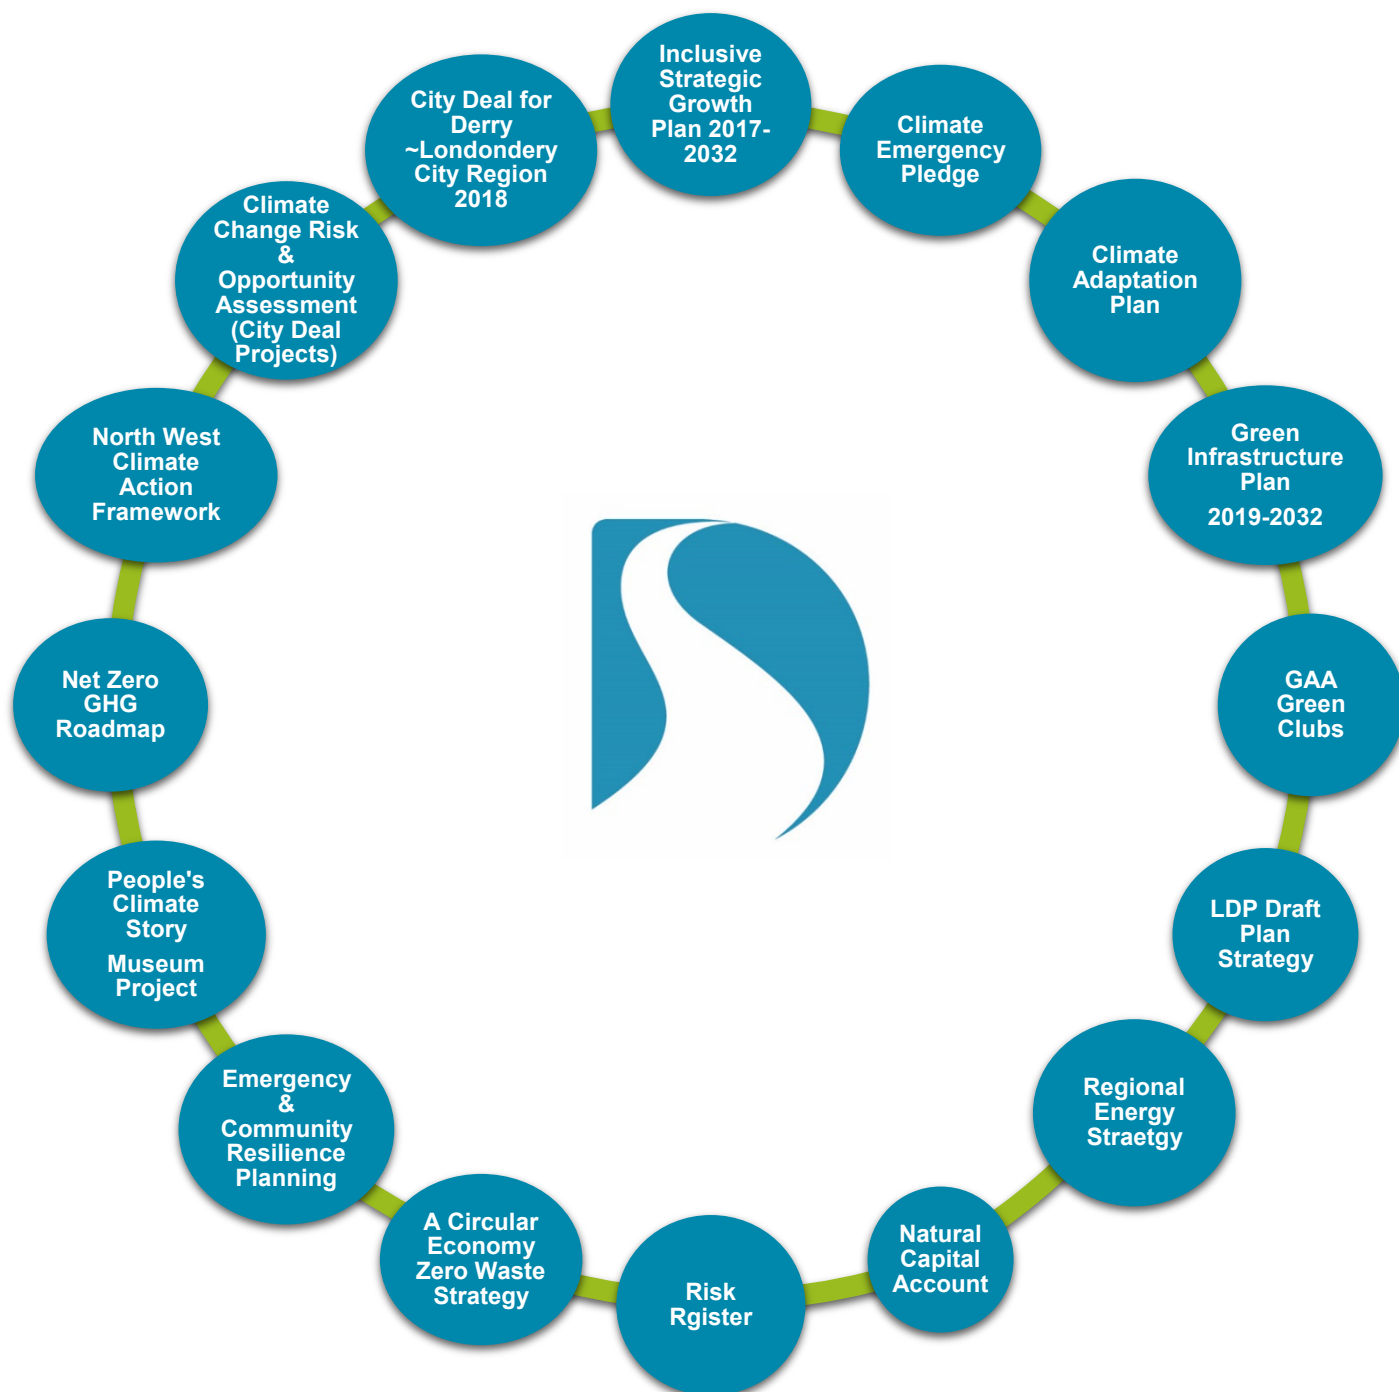 Inclusive
Strategic
Growth
Plan 2017-
2032
Climate
Emergency
Pledge
Climate
Adaptation
Plan
Green
Infrastructure
Plan
2019-2032
GAA
Green
Clubs
LDP Draft
Plan
Strategy
Regional
Energy
Straetgy
Natural
Capital
Account
Risk
Rgister
A Circular
Economy
Zero Waste
Strategy
Emergency
&
Community
Resilience
Planning
People's
Climate
Story
Museum
Project
Net Zero
GHG
Roadmap
North West
Climate
Action
Framework
Climate
Change Risk
&
Opportunity
Assessment
(City Deal
Projects)
City Deal for
Derry
~Londondery
City Region
2018